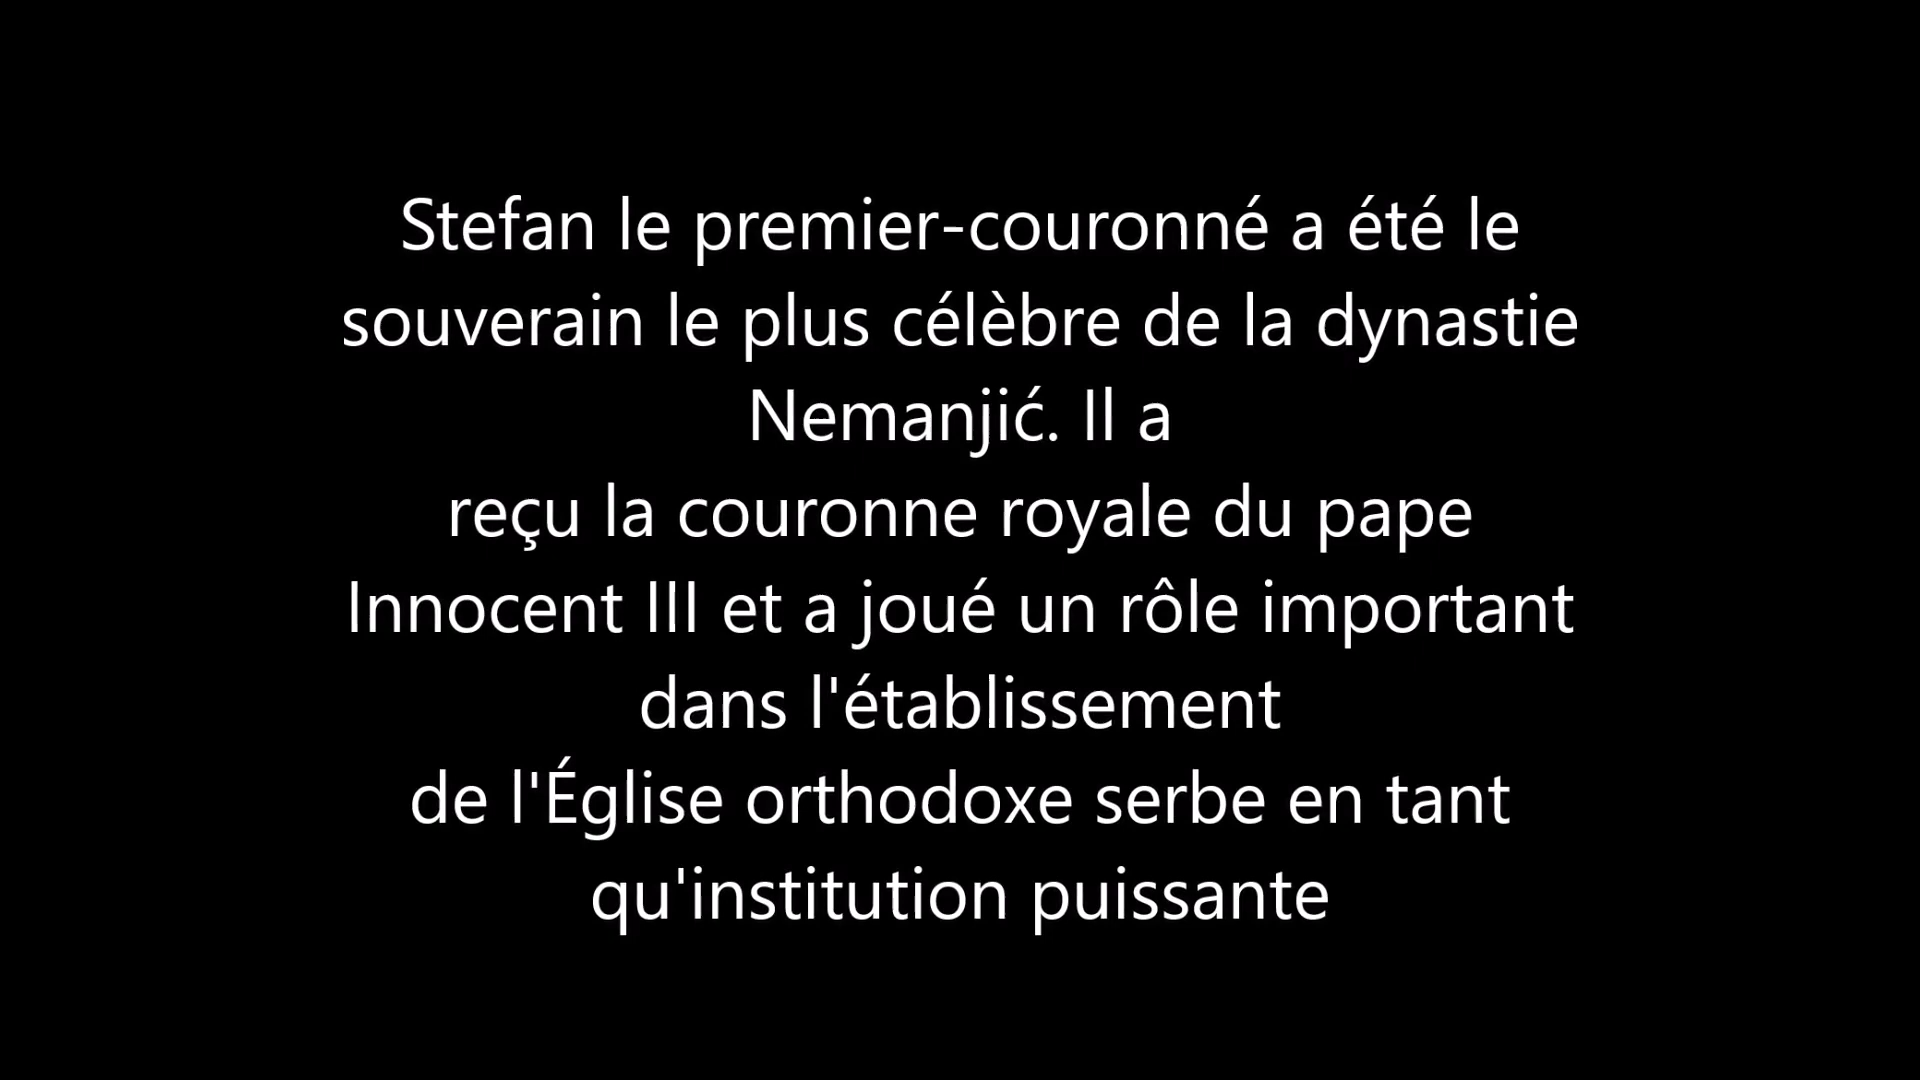 Stefan le premier-couronné a été le
souverain le plus célèbre de la dynastie
Nemanjić. Il a
reçu la couronne royale du pape
Innocent III et a joué un rôle important
dans l'établissement
de l'Église orthodoxe serbe en tant
qu'institution puissante